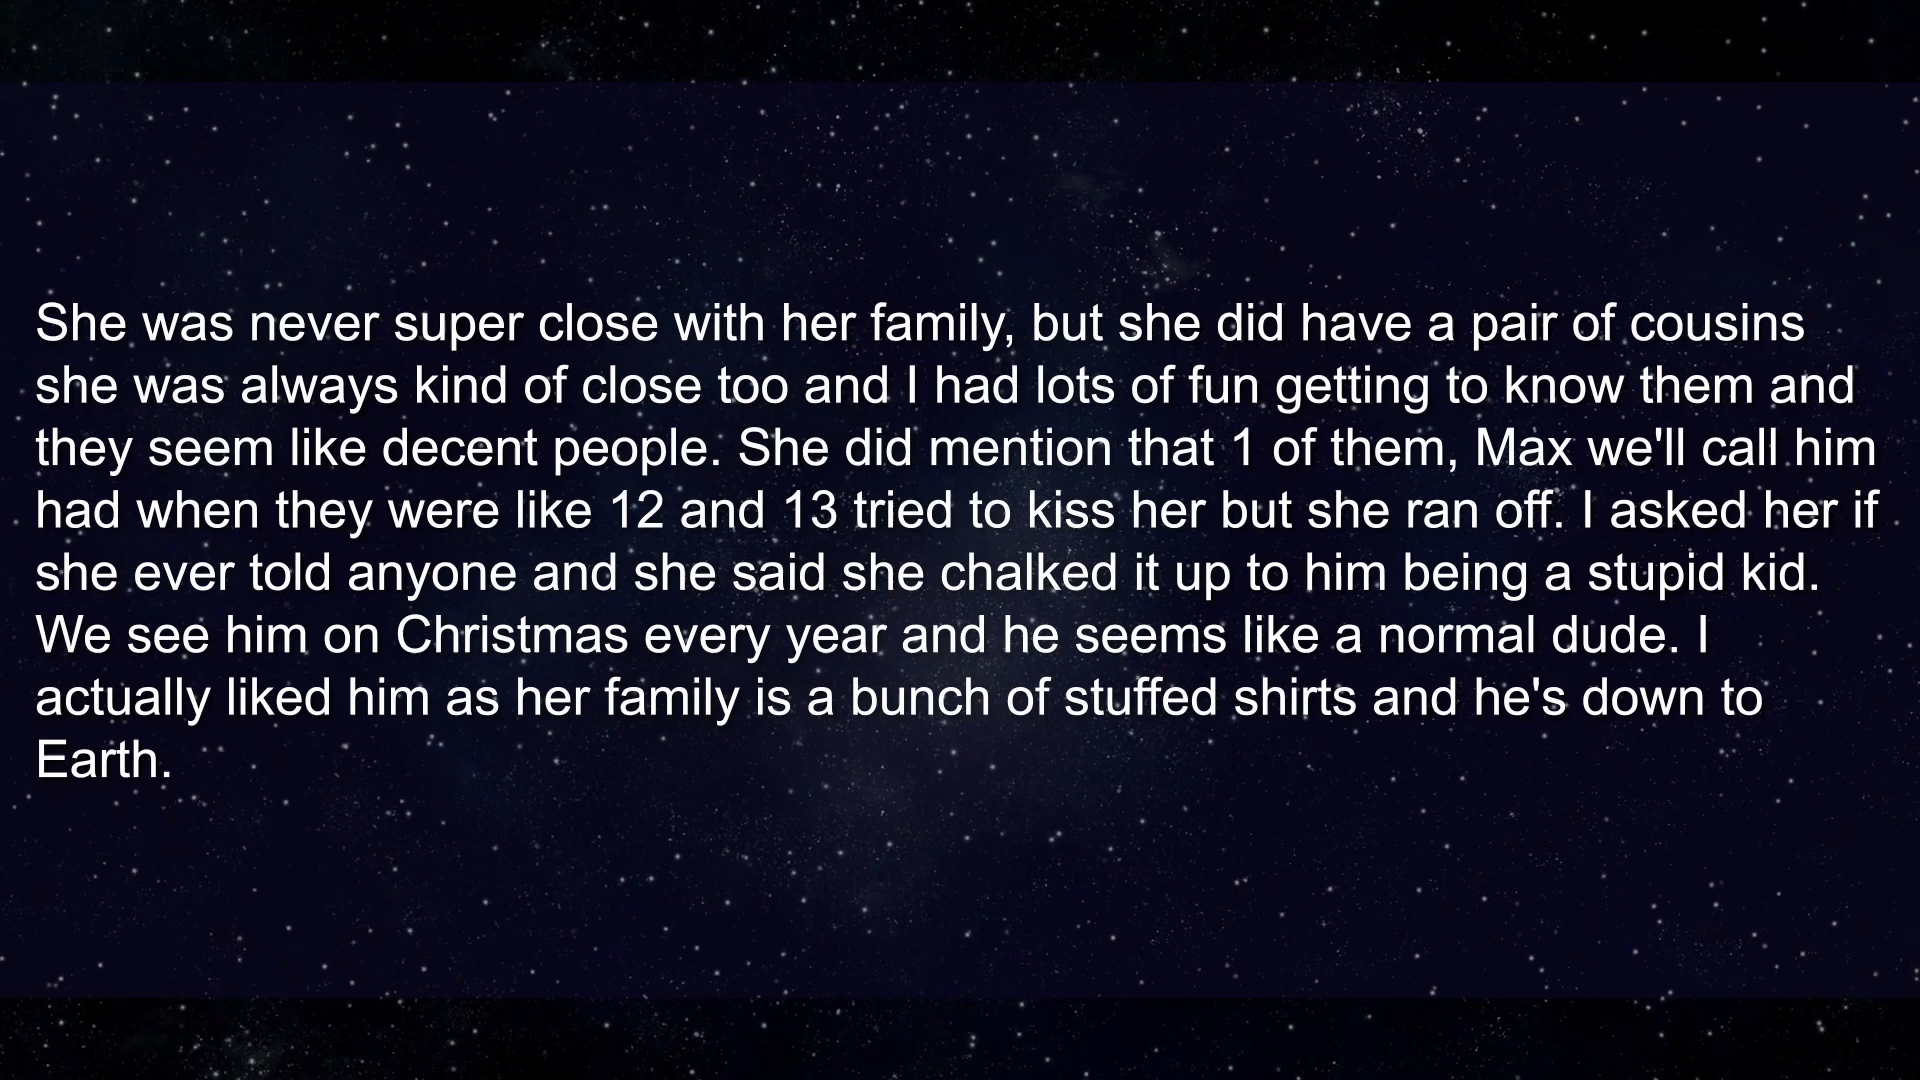 She was never super close with her family, but she did have a pair of cousins
she was always kind of close too and I had lots of fun getting to know them and
they seem like decent people. She did mention that 1 of them, Max we'll call him
had when they were like 12 and 13 tried to kiss her but she ran off. I asked her if
she ever told anyone and she said she chalked it up to him being a stupid kid.
We see him on Christmas every year and he seems like a normal dude. I
actually liked him as her family is a bunch of stuffed shirts and he's down to
Earth.